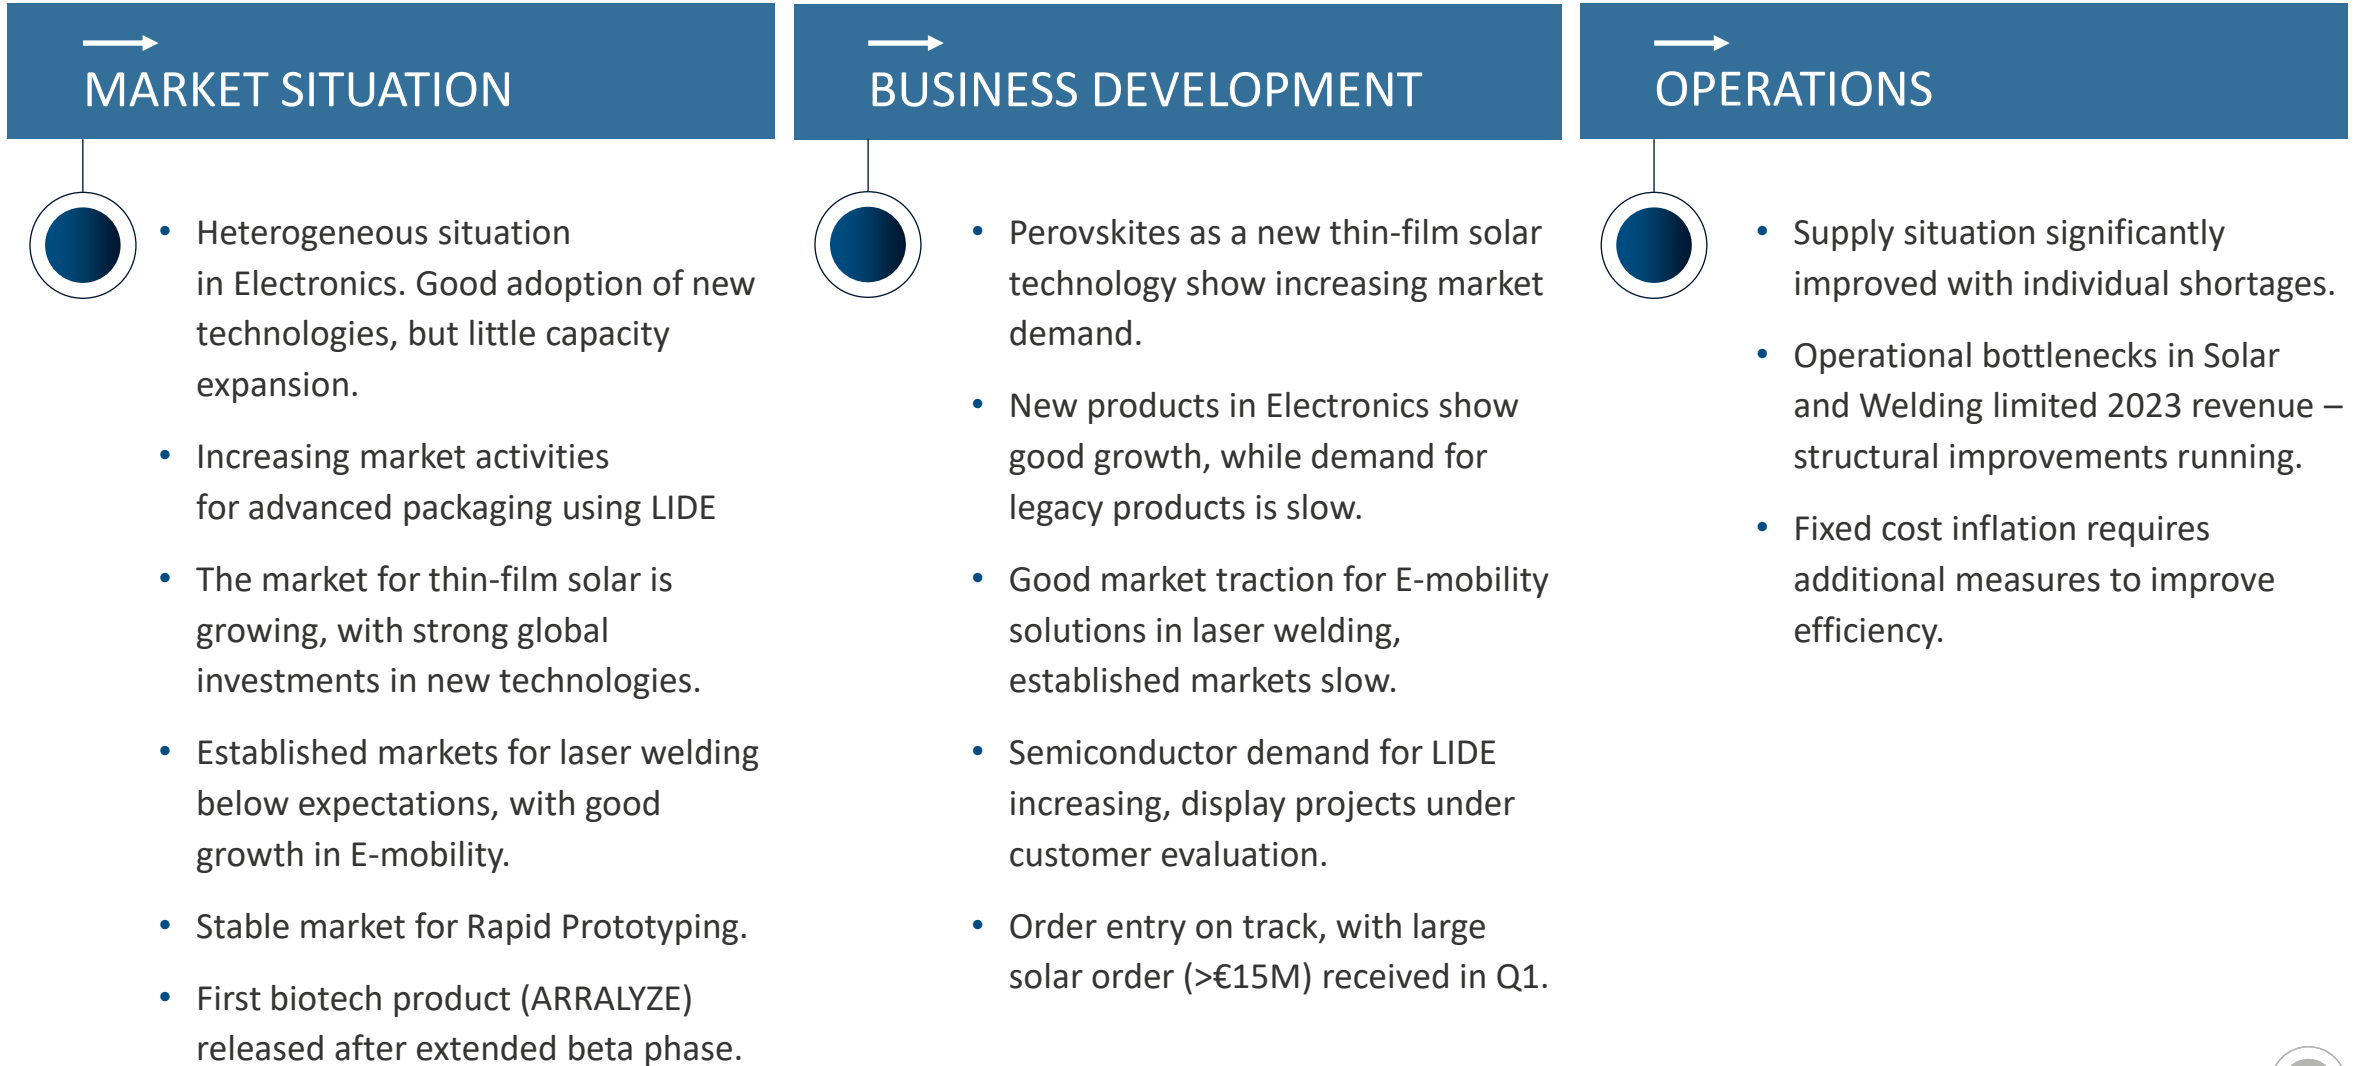 MARKET SITUATION
• Heterogeneous situation
in Electronics. Good adoption of new
technologies, but little capacity
expansion.
• Increasing market activities
for advanced packaging using LIDE
• The market for thin-film solar is
growing, with strong global
investments in new technologies.
• Established markets for laser welding
below expectations, with good
growth in E-mobility.
• Stable market for Rapid Prototyping.
• First biotech product (ARRALYZE)
released after extended beta phase.
BUSINESS DEVELOPMENT
• Perovskites as a new thin-film solar
technology show increasing market
demand.
• New products in Electronics show
good growth, while demand for
legacy products is slow.
• Good market traction for E-mobility
solutions in laser welding,
established markets slow.
• Semiconductor demand for LIDE
increasing, display projects under
customer evaluation.
• Order entry on track, with large
solar order (>€15M) received in Q1.
OPERATIONS
• Supply situation significantly
improved with individual shortages.
• Operational bottlenecks in Solar
and Welding limited 2023 revenue –
structural improvements running.
• Fixed cost inflation requires
additional measures to improve
efficiency.